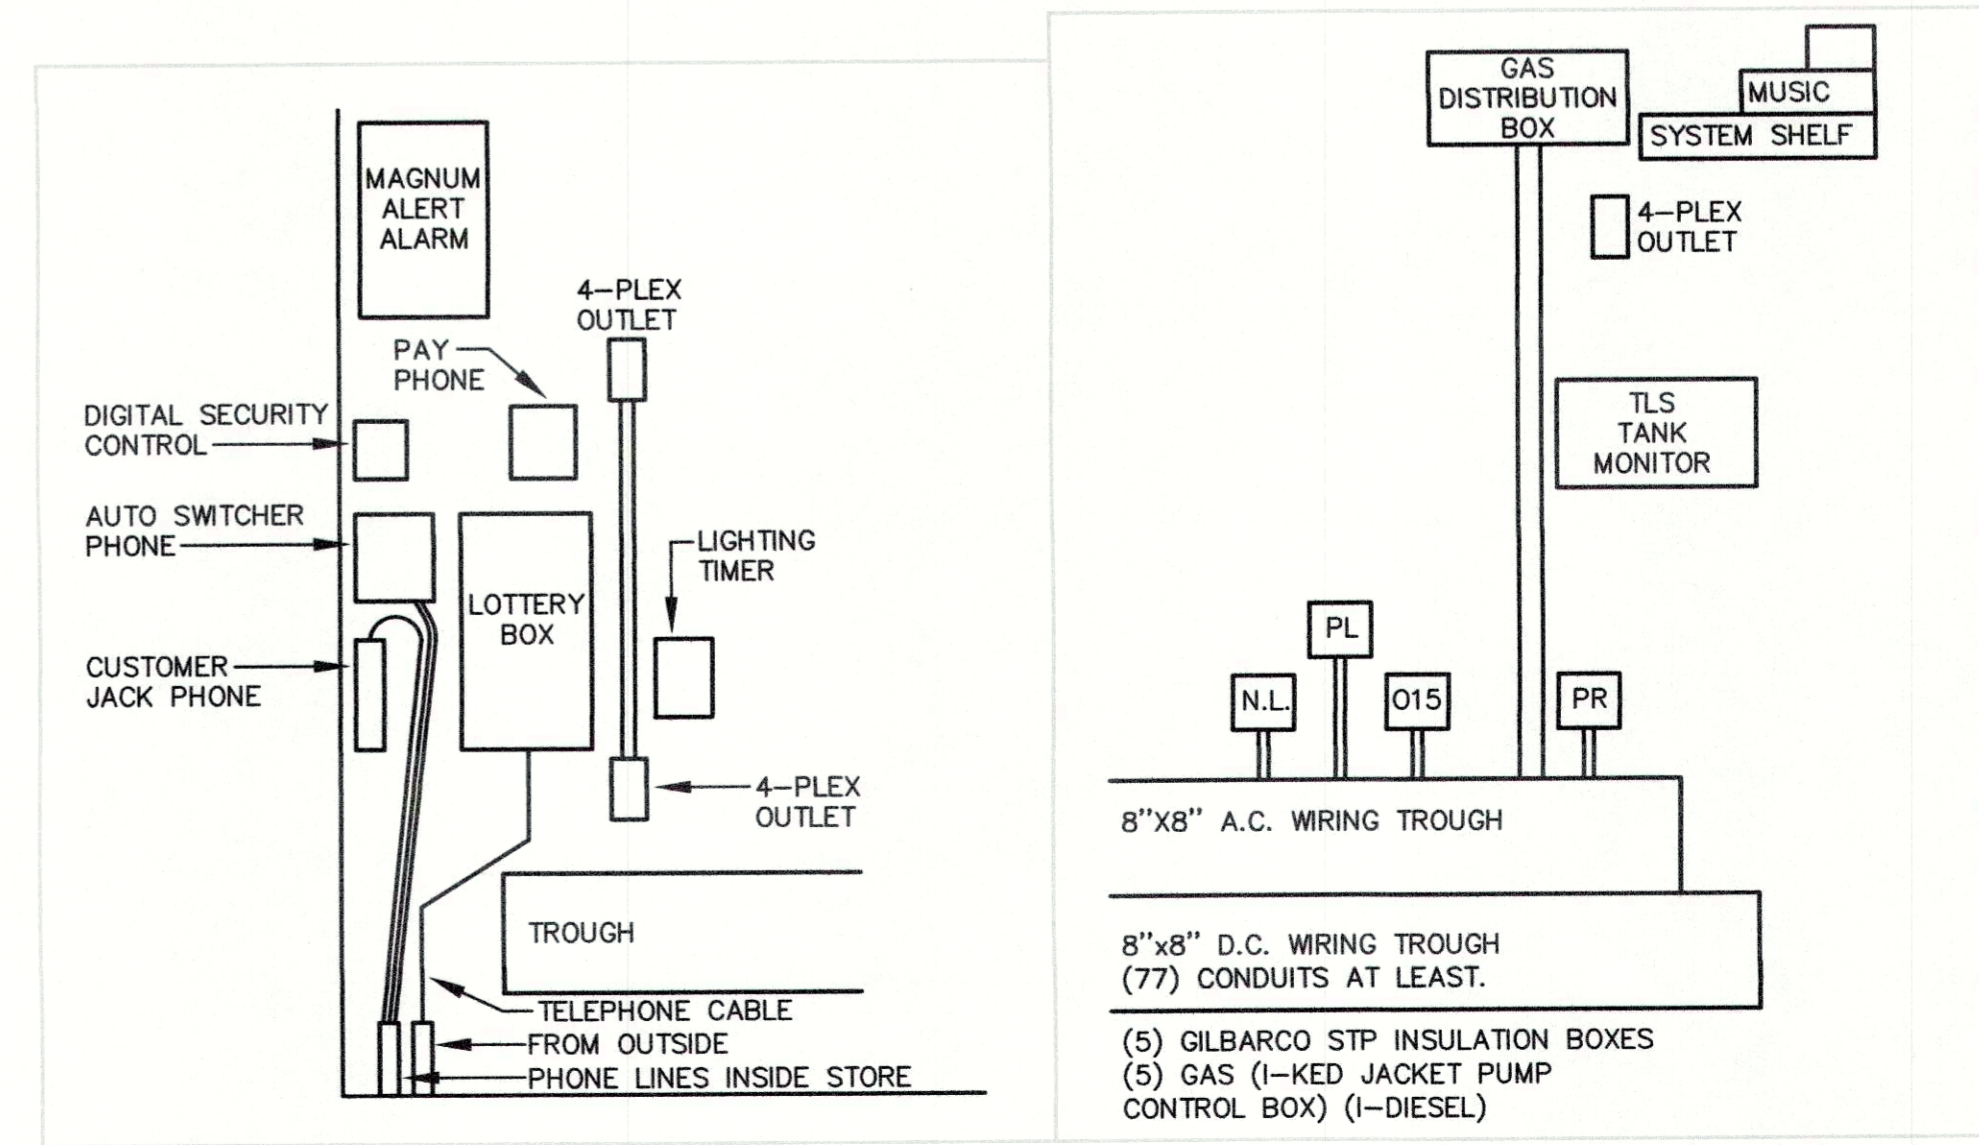 MAGNUM
ALERT
ALARM
4-PLEX
OUTLET
PAY
PHONE
DIGITAL SECURITY
CONTROL
AUTO SWITCHER
PHONE
LIGHTING
TIMER
LOTTERY
BOX
CUSTOMER
JACK PHONE
4-PLEX
OUTLET
TROUGH
TELEPHONE CABLE
FROM OUTSIDE
PHONE LINES INSIDE STORE
GAS
DISTRIBUTION
BOX
MUSIC
SYSTEM SHELF
4-PLEX
OUTLET
TLS
TANK
MONITOR
PL
N.L.
015
PR
8"X8" A.C. WIRING TROUGH
8"x8" D.C. WIRING TROUGH
(77) CONDUITS AT LEAST.
(5) GILBARCO STP INSULATION BOXES
(5) GAS (I-KED JACKET PUMP
CONTROL BOX) (I-DIESEL)